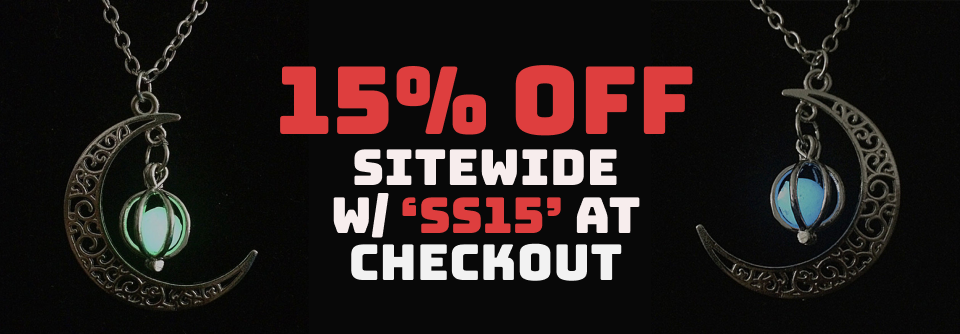 15% OFF
SITEWIDE
W/ ‘SS15’ AT
CHECKOUT